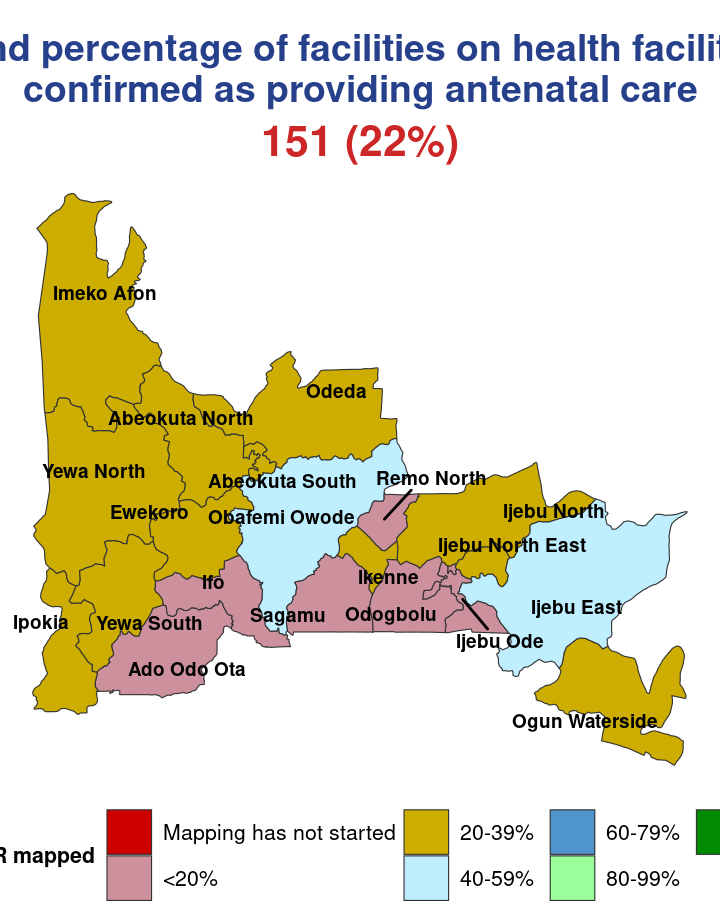 nd percentage of facilities on health facilit
confirmed as providing antenatal care
151 (22%)
Imeko Afon
Odeda
Abeokuta North
Yewa North
Abeokuta South
Remo North
Ewekoro
Obafemi Owode
Ijebu North
Ijebu North East
Ifo
Ikenne
Ipokia
Yewa South
Sagamu
Odogbolu
Ijebu East
Ijebu Ode
Ado Odo Ota
Ogun Waterside
R mapped
Mapping has not started
20-39%
60-79%
<20%
40-59%
80-99%